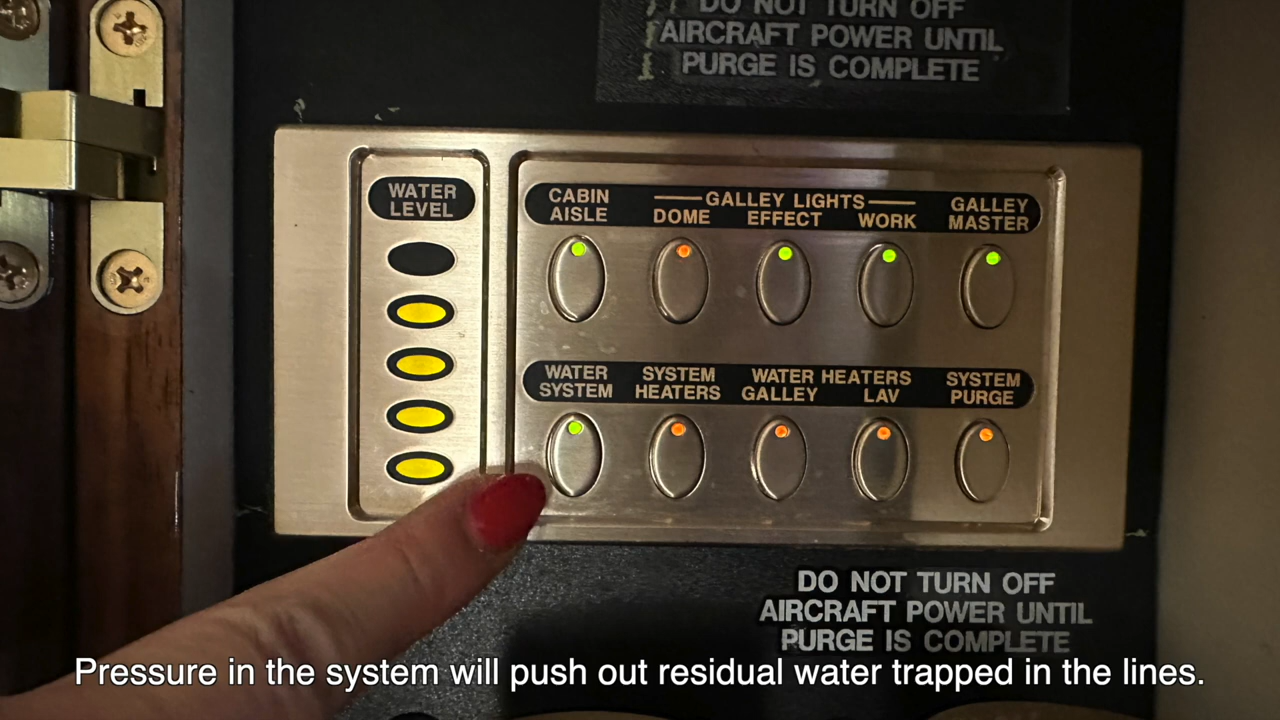 DO NOT TURN OFF
AIRCRAFT POWER UNTIL
PURGE IS COMPLETE
WATER
LEVEL
CABIN
AISLE
GALLEY LIGHTS
DOME EFFECT WORK
GALLEY
MASTER
WATER
SYSTEM
SYSTEM
HEATERS
WATER HEATERS
GALLEY LAV
SYSTEM
PURGE
DO NOT TURN OFF
AIRCRAFT POWER UNTIL
PURGE IS COMPLETE
Pressure in the system will push out residual water trapped in the lines.